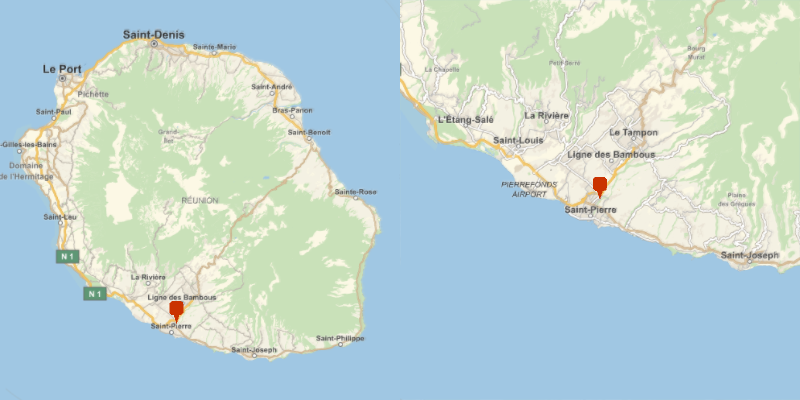 Saint-Denis
Sainte-Marie
Le Port
Pichette
Saint-André
Saint-Paul
Bras-Panon
Grand-
Îlet
Saint-Benoît
-Gilles-les-Bains
Domaine
de l'Hermitage
Sainte-Rose
RÉUNION
Saint-Leu
N 1
La Rivière
N 1
Ligne des Bambous
Saint-Pierre
Saint-Philippe
Saint-Joseph
Bourg
Murat
La Chapelle
Petit-Serré
L'Étang-Salé
La Rivière
Le Tampon
Saint-Louis
Ligne des Bambous
PIERREFONDS
AIRPORT
Plaine
des Grègues
Saint-Pierre
Saint-Joseph